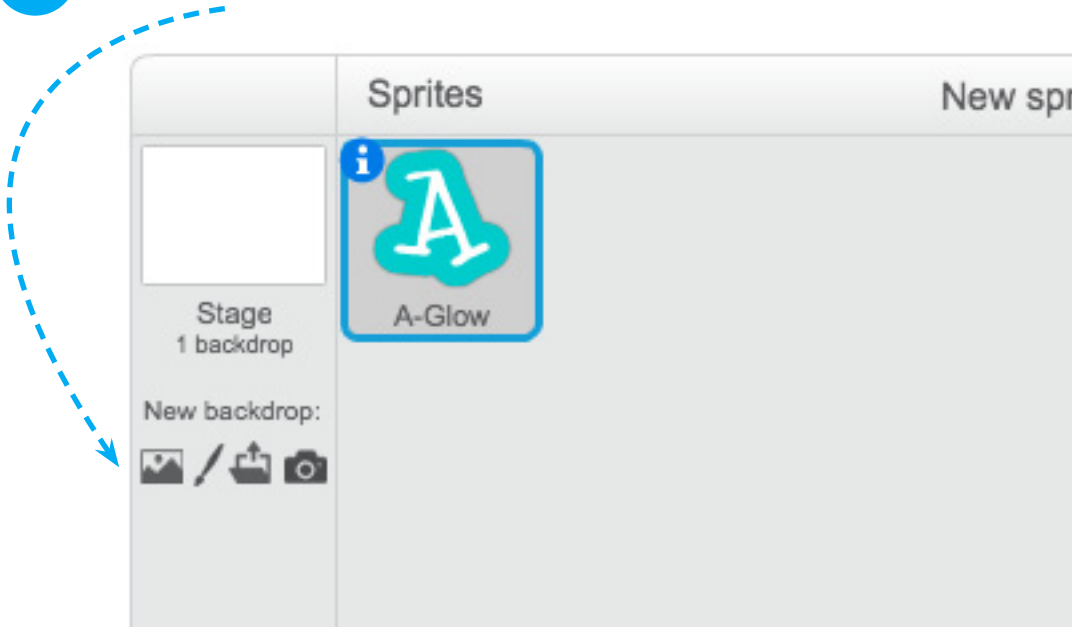 Sprites
New spr
i
A
A-Glow
Stage
1 backdrop
New backdrop: